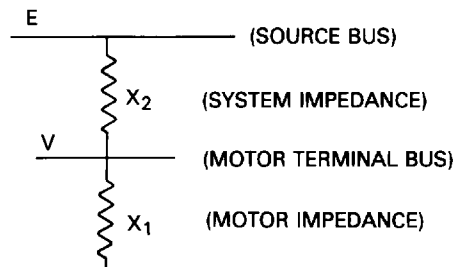 E
(SOURCE BUS)
X2 (SYSTEM IMPEDANCE)
V
(MOTOR TERMINAL BUS)
X1 (MOTOR IMPEDANCE)